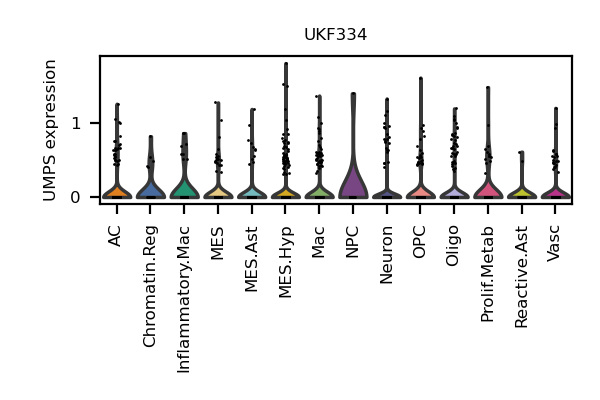 UKF334
UMPS expression
1
0
AC
Chromatin.Reg
Inflammatory.Mac
MES
MES.Ast
MES.Hyp
Mac
NPC
Neuron
OPC
Oligo
Prolif.Metab
Reactive.Ast
Vasc